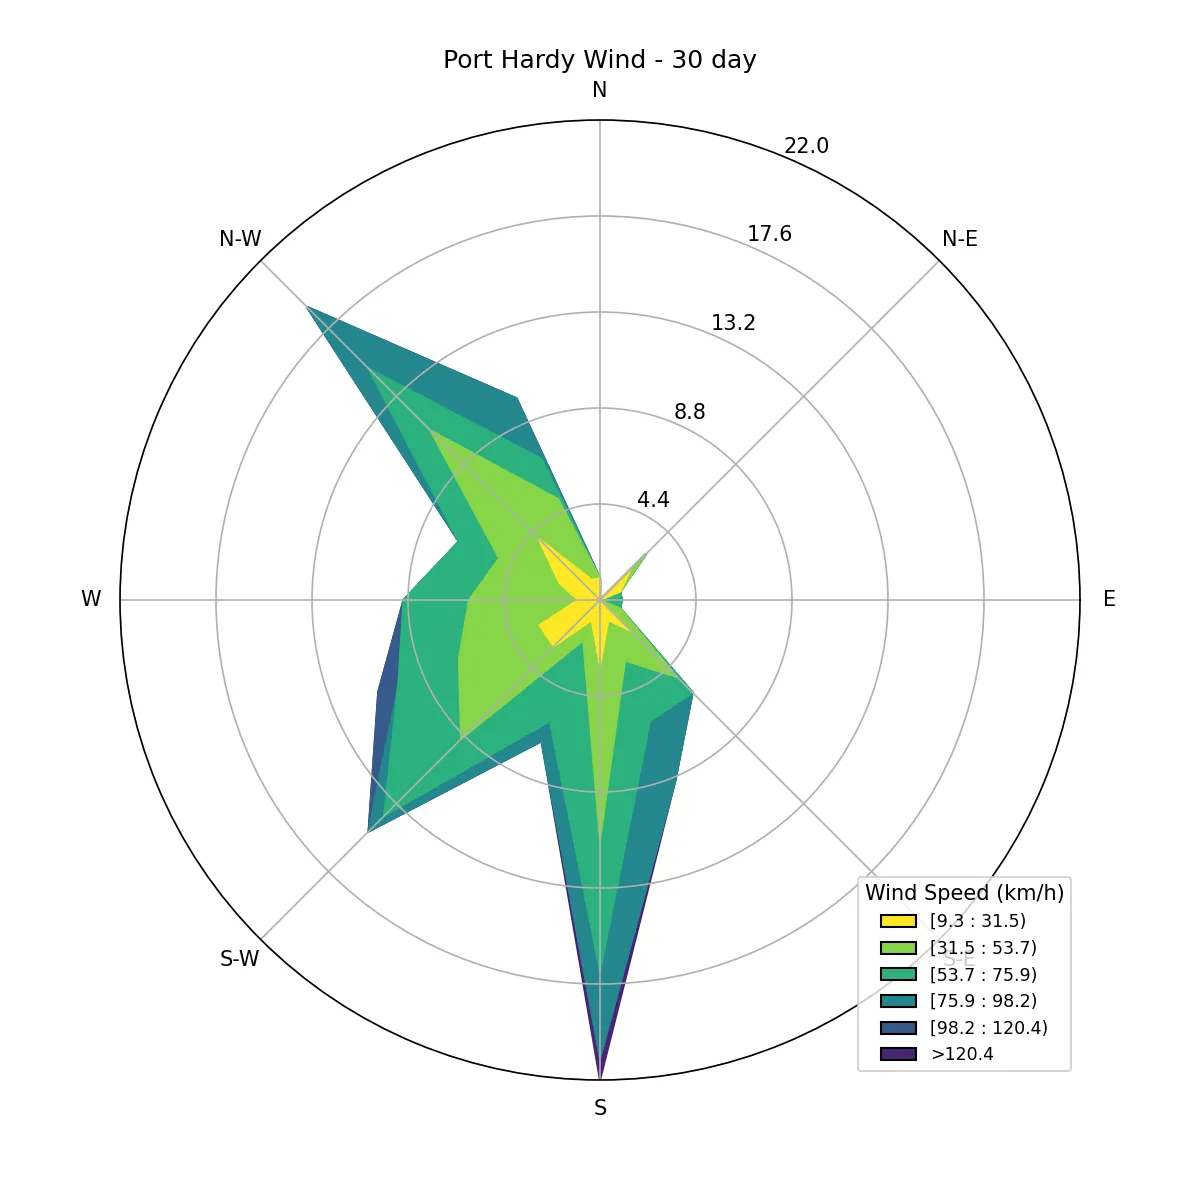 Port Hardy Wind - 30 day
N
22.0
N-W
17.6
N-E
13.2
8.8
4.4
W
E
S-W
S-E
S
Wind Speed (km/h)
[9.3 : 31.5)
[31.5 : 53.7)
[53.7 : 75.9)
[75.9 : 98.2)
[98.2 : 120.4)
>120.4